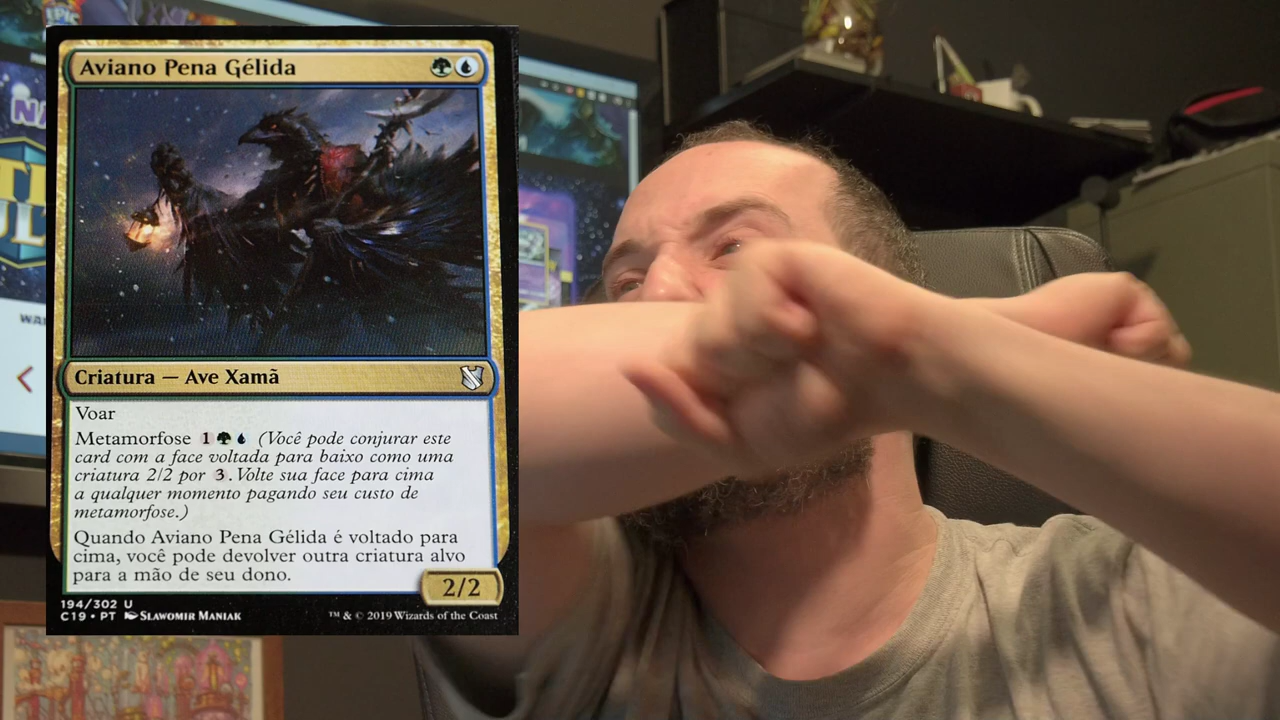 Aviano Pena Gélida
Criatura — Ave Xamã
Voar
Metamorfose 1 (Você pode conjurar este
card com a face voltada para baixo como uma
criatura 2/2 por 3. Volte sua face para cima
a qualquer momento pagando seu custo de
metamorfose.)
Quando Aviano Pena Gélida é voltado para
cima, você pode devolver outra criatura alvo
para a mão de seu dono.
2/2
194/302 U
C19 • PT SLAWOMIR MANIAK
™ & © 2019 Wizards of the Coast